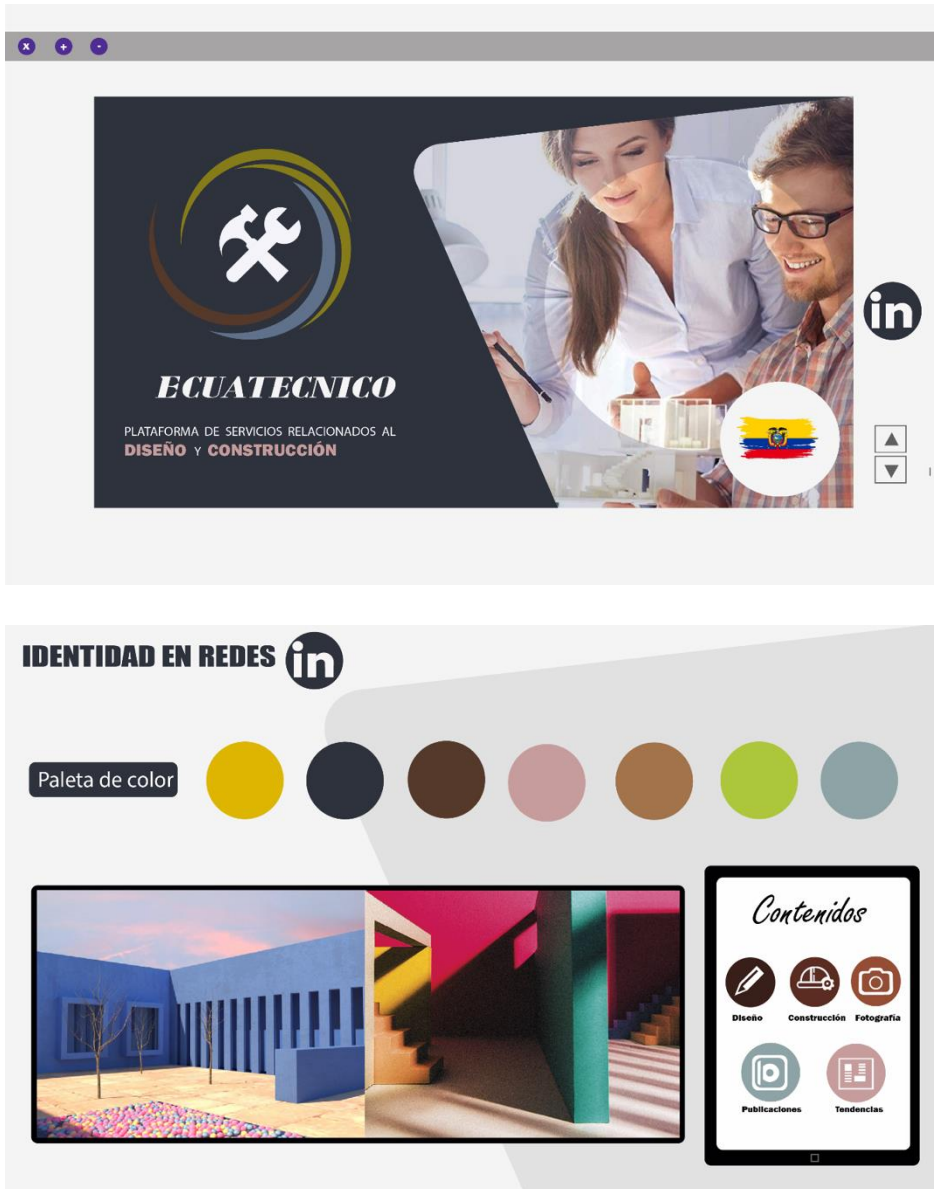 x + -
in
ECUATECNICO
PLATAFORMA DE SERVICIOS RELACIONADOS AL
DISEÑO Y CONSTRUCCIÓN
IDENTIDAD EN REDES in
Paleta de color
Contenidos
Diseño Construcción Fotografía
Publicaciones Tendencias